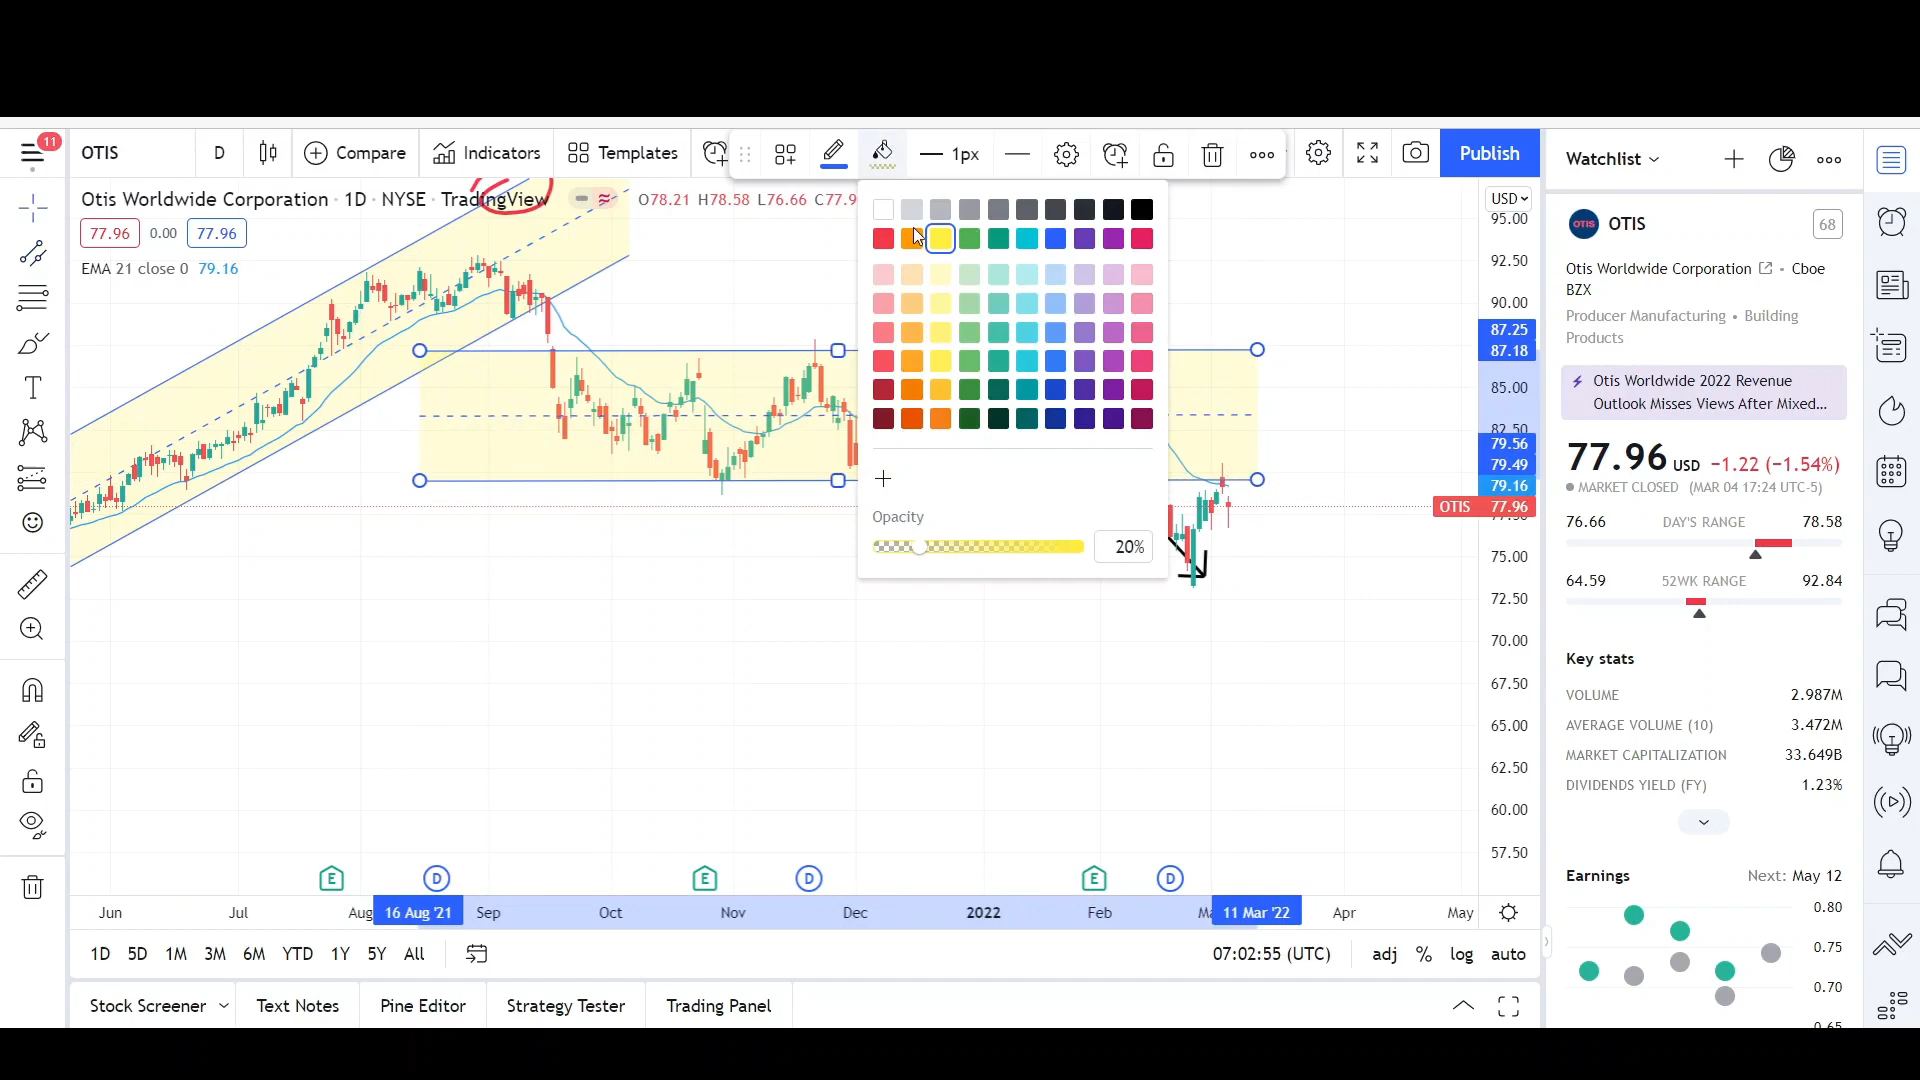 11
OTIS
D
Compare
Indicators
Templates
1px
Publish
Otis Worldwide Corporation · 1D · NYSE · TradingView
O78.21 H78.58 L76.66 C77.9
77.96 0.00 77.96
EMA 21 close 0 79.16
Opacity
20%
USD
95.00
92.50
90.00
87.25
87.18
85.00
82.50
79.56
79.49
79.16
OTIS 77.96
75.00
72.50
70.00
67.50
65.00
62.50
60.00
57.50
E D E D E D
Jun Jul Aug 16 Aug '21 Sep Oct Nov Dec 2022 Feb 11 Mar '22 Apr May
1D 5D 1M 3M 6M YTD 1Y 5Y All
07:02:55 (UTC) adj % log auto
Stock Screener Text Notes Pine Editor Strategy Tester Trading Panel
Watchlist
OTIS OTIS 68
Otis Worldwide Corporation • Cboe
BZX
Producer Manufacturing • Building
Products
Otis Worldwide 2022 Revenue
Outlook Misses Views After Mixed...
77.96 USD −1.22 (−1.54%)
MARKET CLOSED (MAR 04 17:24 UTC-5)
76.66 DAY'S RANGE 78.58
64.59 52WK RANGE 92.84
Key stats
VOLUME 2.987M
AVERAGE VOLUME (10) 3.472M
MARKET CAPITALIZATION 33.649B
DIVIDENDS YIELD (FY) 1.23%
Earnings Next: May 12
0.80
0.75
0.70
0.65